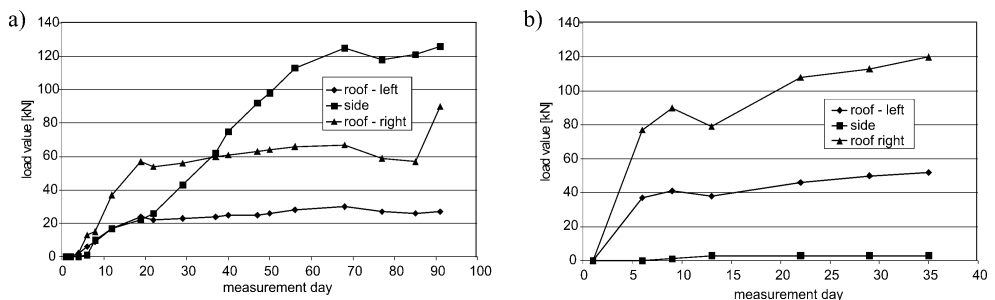 a)
140
120
100
80
60
40
20
0
load value [kN]
0 10 20 30 40 50 60 70 80 90 100
measurement day
roof - left
side
roof - right
b)
140
120
100
80
60
40
20
0
load value [kN]
0 5 10 15 20 25 30 35 40
measurement day
roof - left
side
roof right